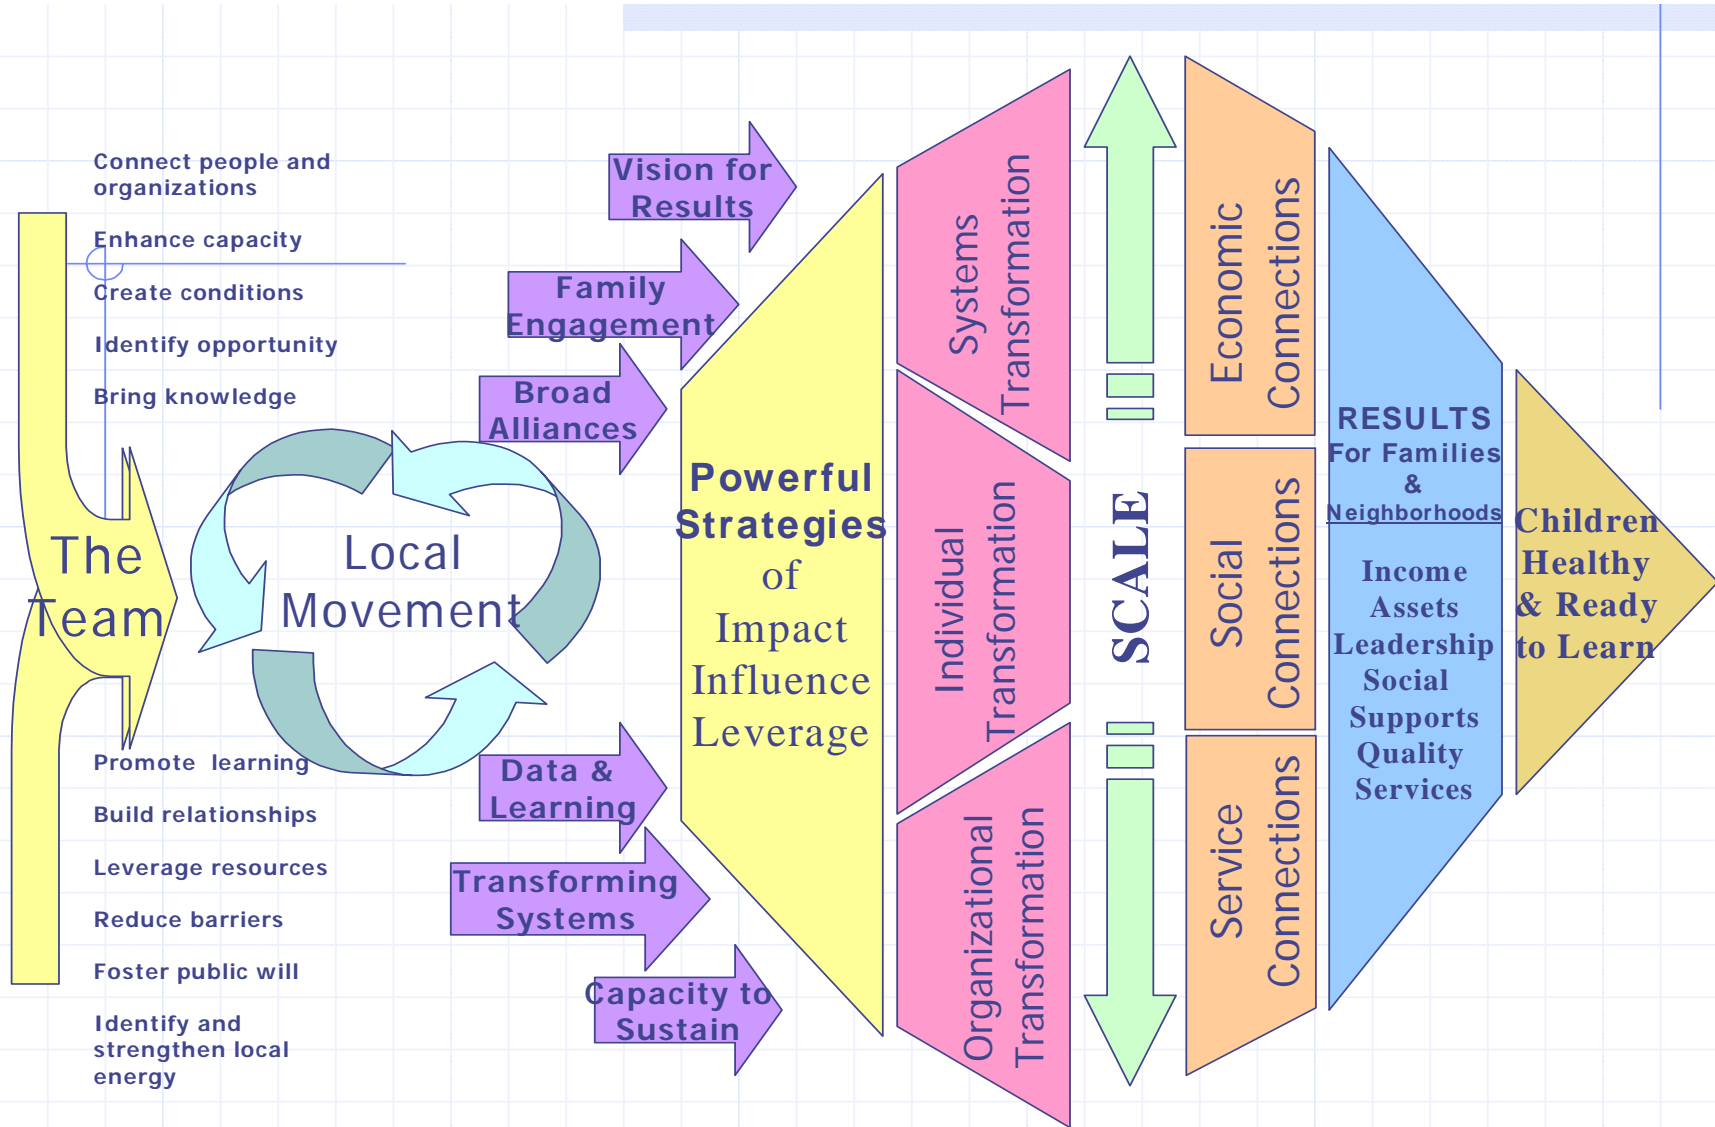 Connect people and
organizations
Enhance capacity
Create conditions
Identify opportunity
Bring knowledge
The
Team
Promote learning
Build relationships
Leverage resources
Reduce barriers
Foster public will
Identify and
strengthen local
energy
Local
Movement
Vision for
Results
Family
Engagement
Broad
Alliances
Data &
Learning
Transforming
Systems
Capacity to
Sustain
Powerful
Strategies
of
Impact
Influence
Leverage
Systems
Transformation
Individual
Transformation
Organizational
Transformation
SCALE
Economic
Connections
Social
Connections
Service
Connections
RESULTS
For Families
&
Neighborhoods
Income
Assets
Leadership
Social
Supports
Quality
Services
Children
Healthy
& Ready
to Learn